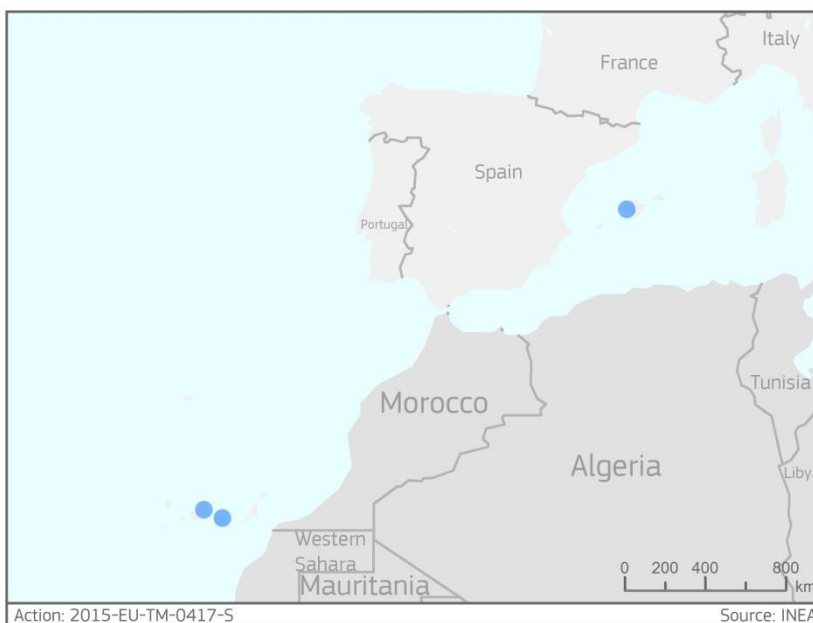 Italy
France
Spain
Portugal
Tunisia
Morocco
Algeria
Libya
Western
Sahara
Mauritania
0 200 400 800
km
Action: 2015-EU-TM-0417-S
Source: INEA